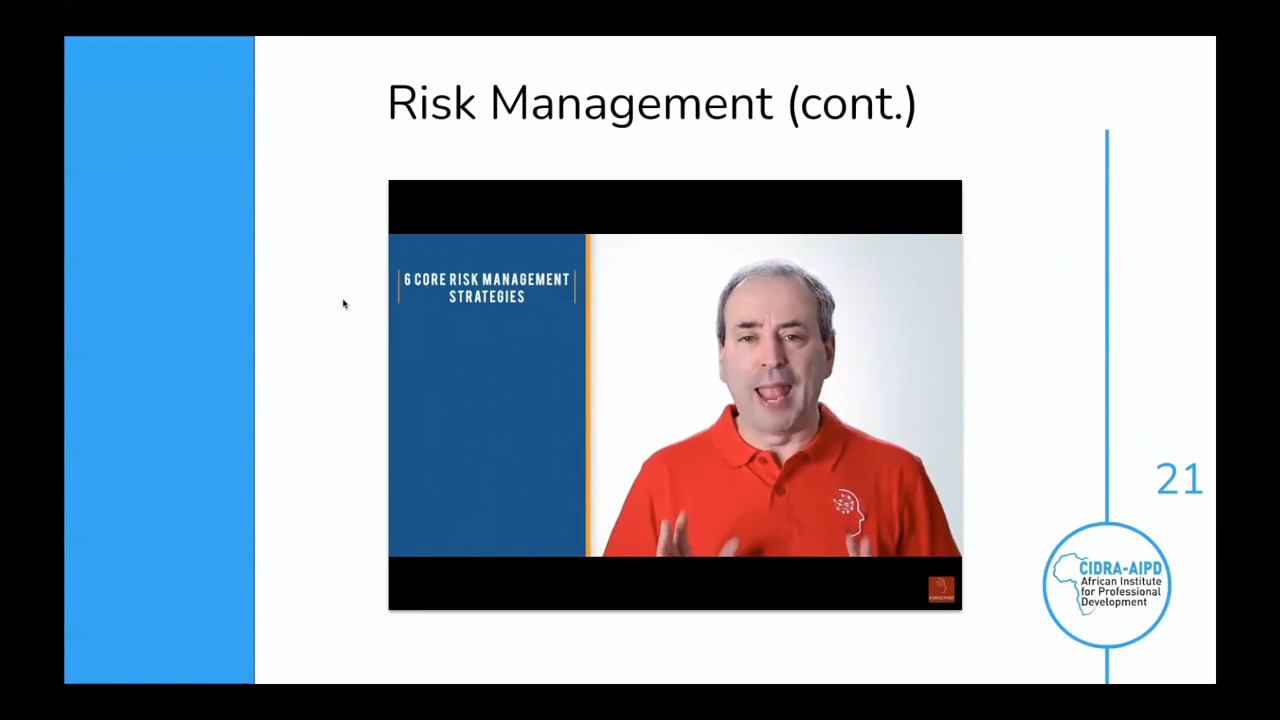 Risk Management (cont.)
6 CORE RISK MANAGEMENT
STRATEGIES
21
CIDRA-AIPD
African Institute
for Professional
Development